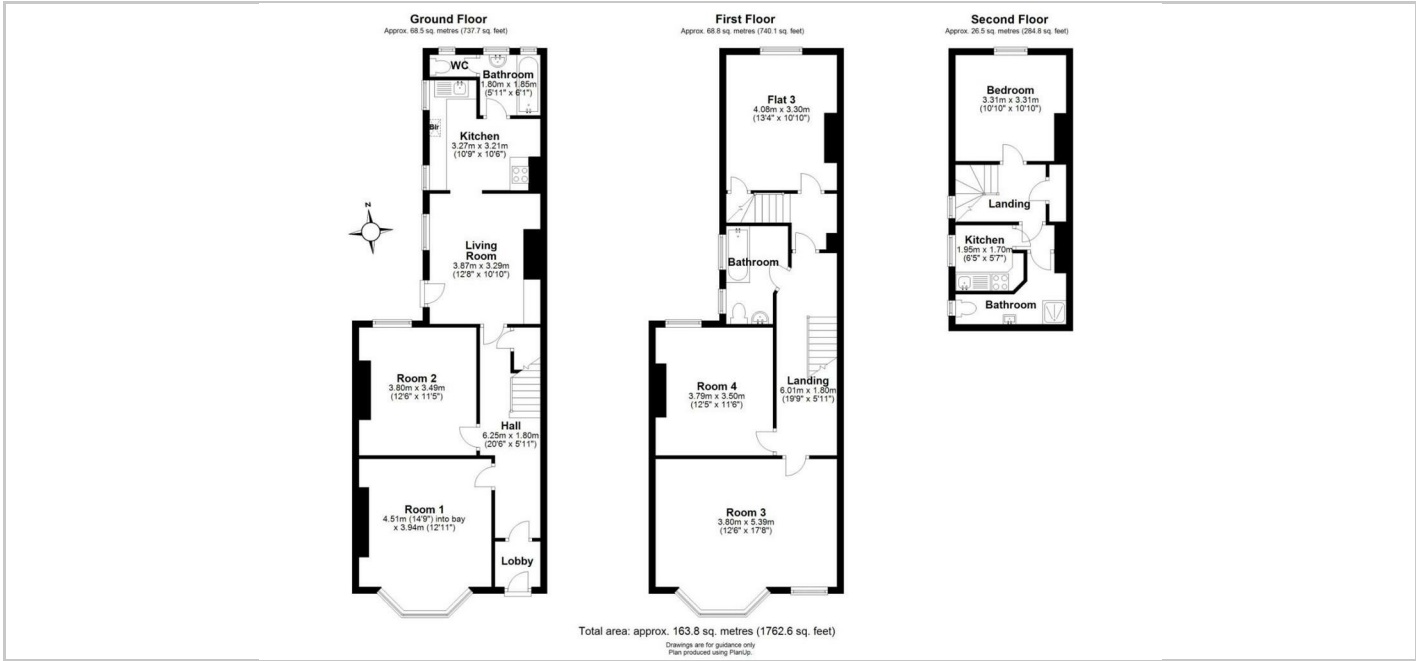 Ground Floor
Approx. 68.5 sq. metres (737.7 sq. feet)
WC
Bathroom
1.80m x 1.85m
(5'11" x 6'1")
Blr
Kitchen
3.27m x 3.21m
(10'9" x 10'6")
N
Living
Room
3.87m x 3.29m
(12'8" x 10'10")
Room 2
3.80m x 3.49m
(12'6" x 11'5")
Hall
6.25m x 1.80m
(20'6" x 5'11")
Room 1
4.51m (14'9") into bay
x 3.94m (12'11")
Lobby
First Floor
Approx. 68.8 sq. metres (740.1 sq. feet)
Flat 3
4.08m x 3.30m
(13'4" x 10'10")
Bathroom
Room 4
3.79m x 3.50m
(12'5" x 11'6")
Landing
6.01m x 1.80m
(19'9" x 5'11")
Room 3
3.80m x 5.39m
(12'6" x 17'8")
Second Floor
Approx. 26.5 sq. metres (284.8 sq. feet)
Bedroom
3.31m x 3.31m
(10'10" x 10'10")
Landing
Kitchen
1.95m x 1.70m
(6'5" x 5'7")
Bathroom
Total area: approx. 163.8 sq. metres (1762.6 sq. feet)
Drawings are for guidance only
Plan produced using PlanUp.